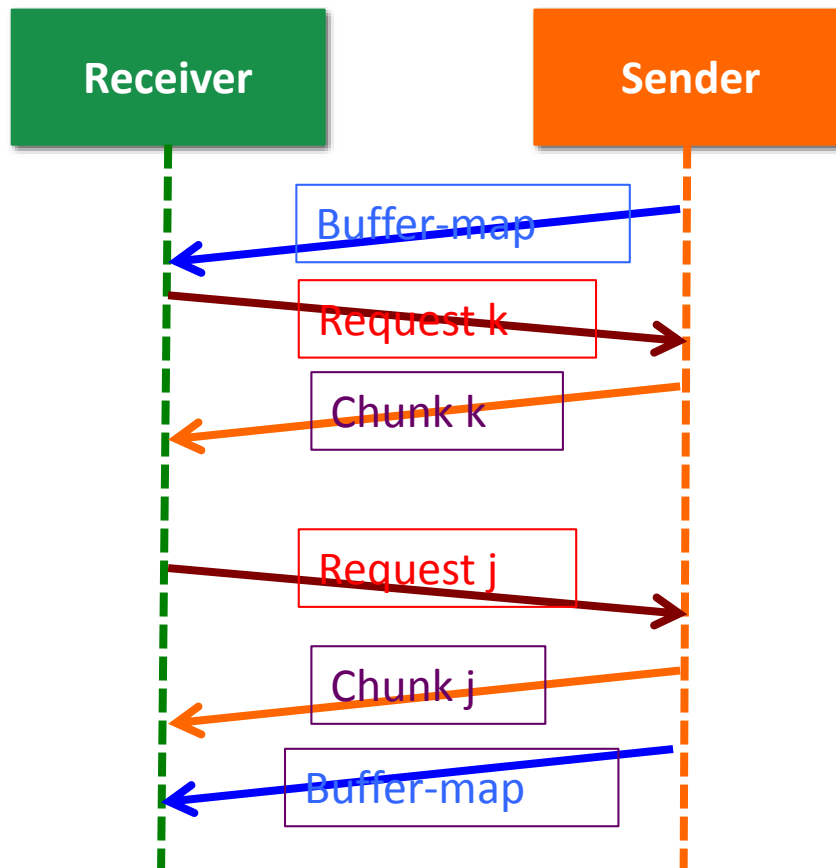 Receiver
Sender
Buffer-map
Request k
Chunk k
Request j
Chunk j
Buffer-map